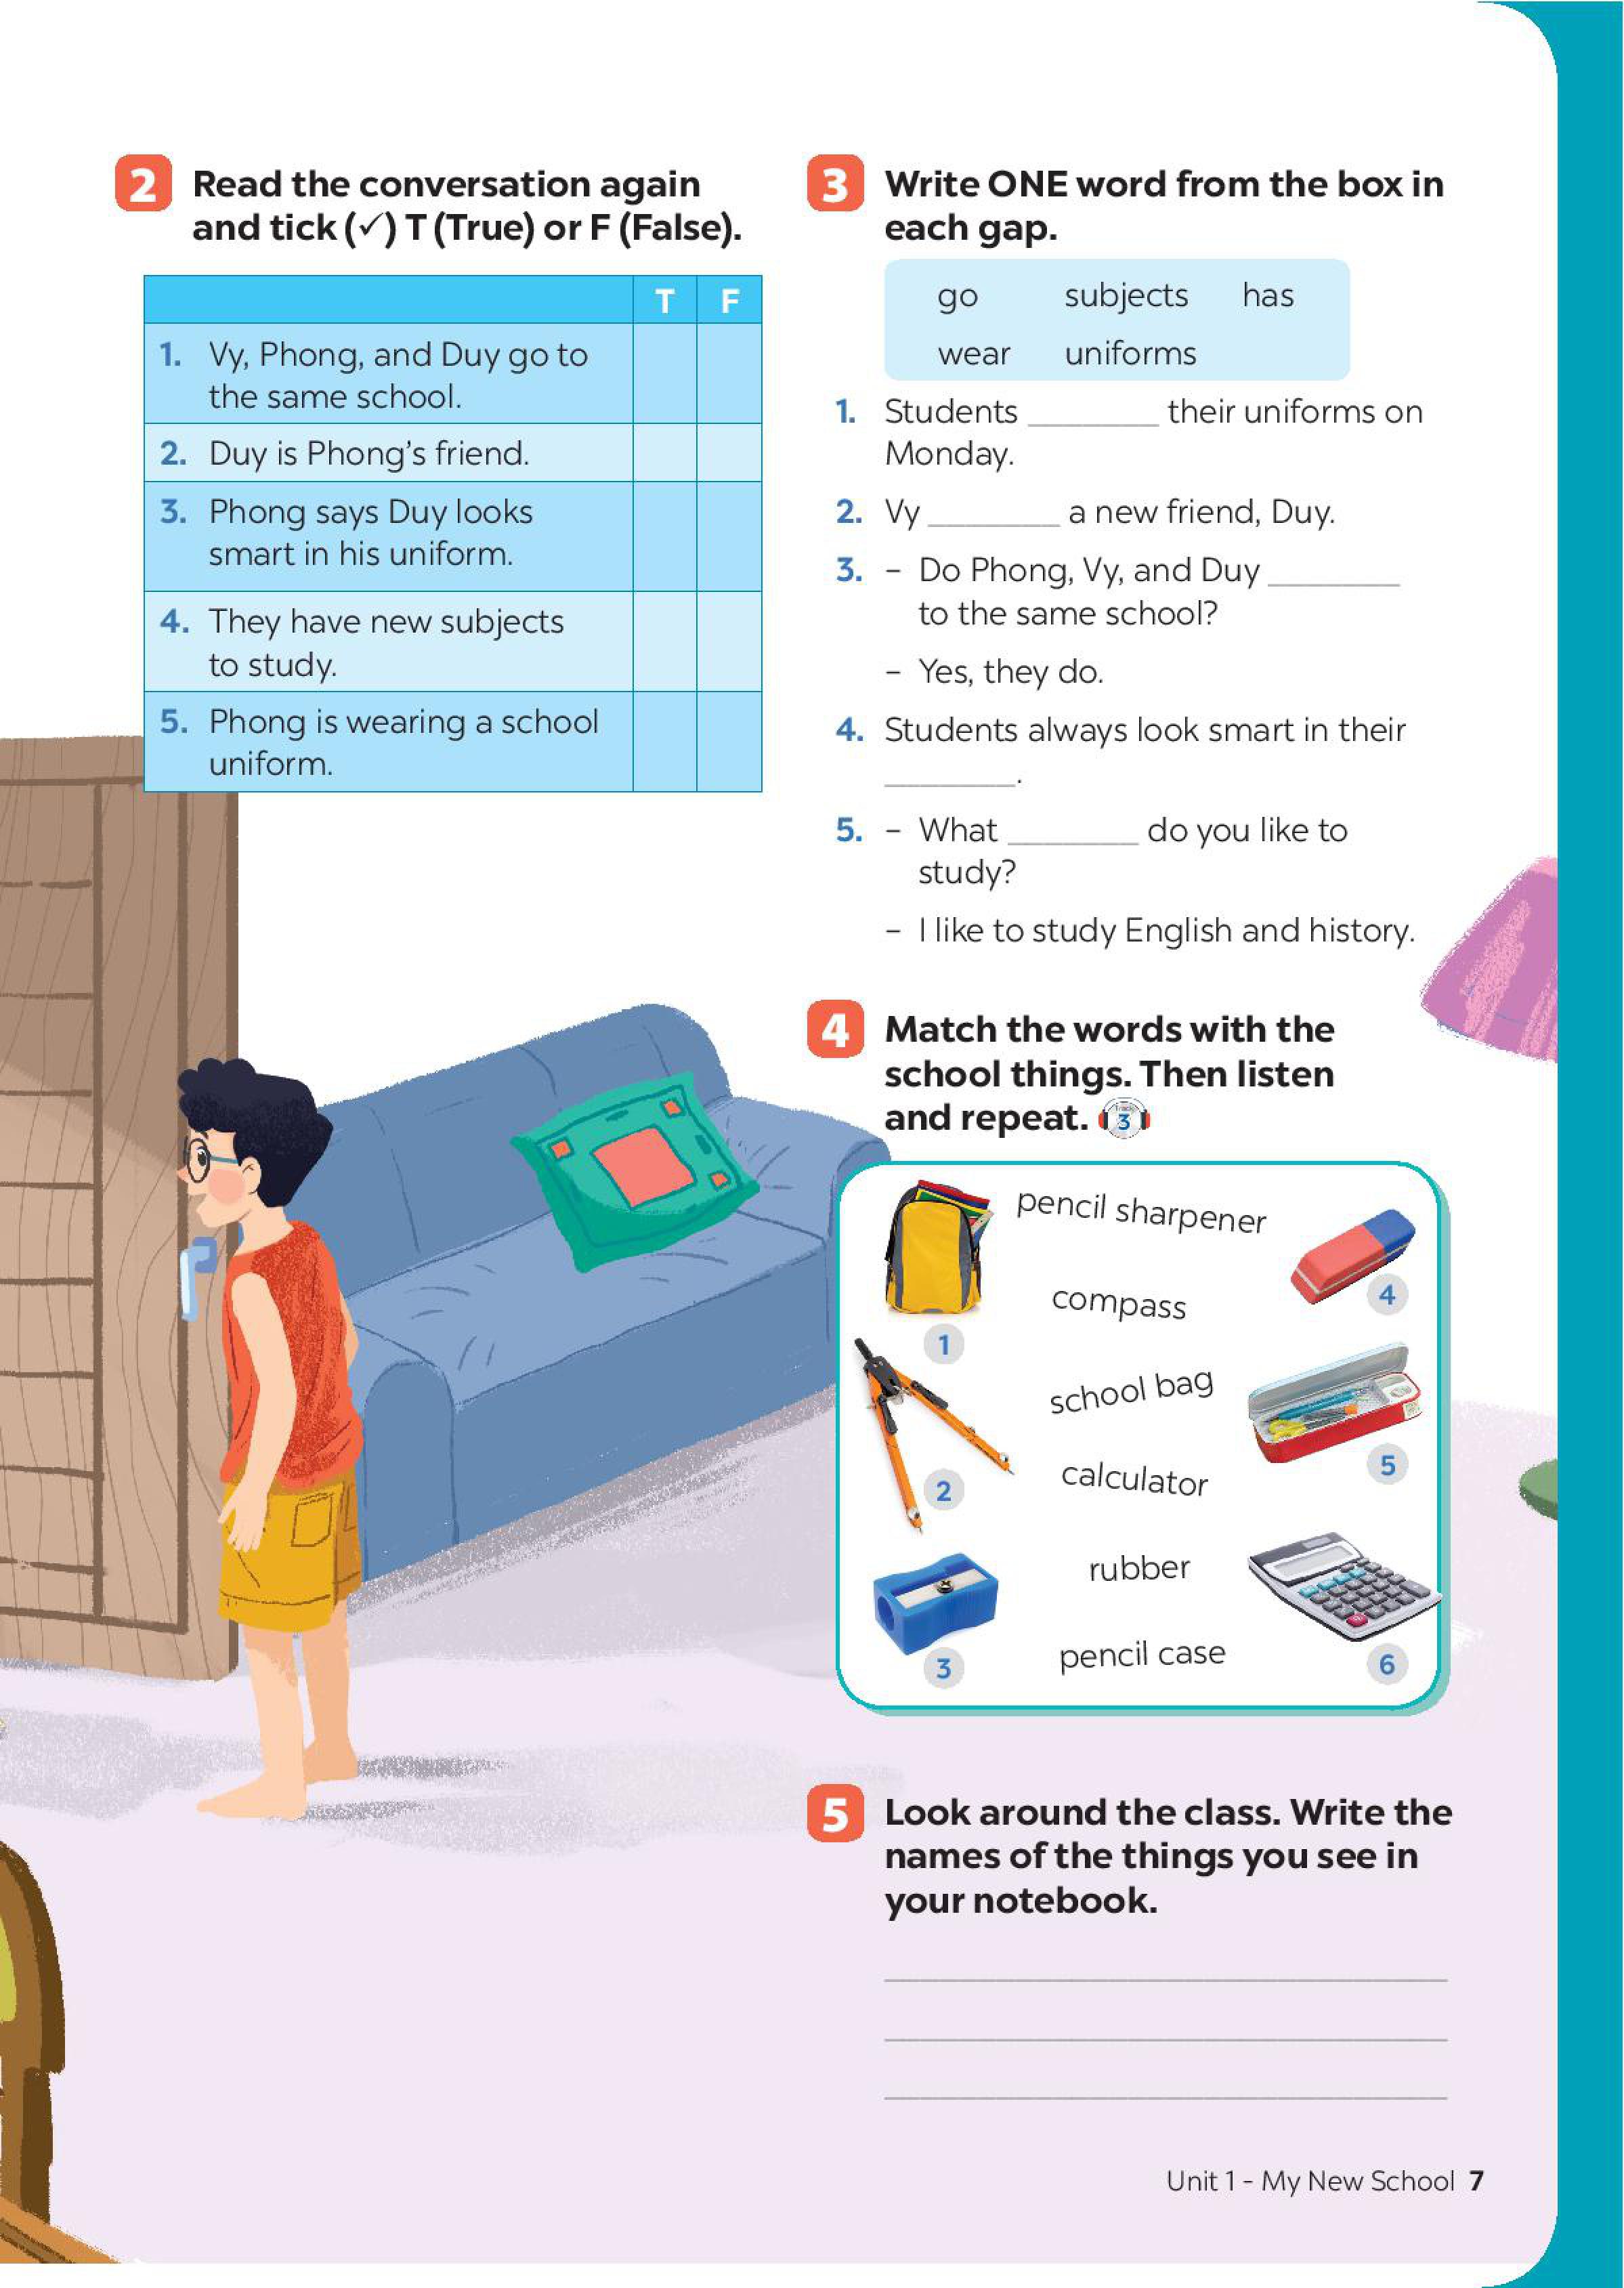 2 Read the conversation again
and tick (✓) T (True) or F (False).
T F
1. Vy, Phong, and Duy go to
the same school.
2. Duy is Phong's friend.
3. Phong says Duy looks
smart in his uniform.
4. They have new subjects
to study.
5. Phong is wearing a school
uniform.
3 Write ONE word from the box in
each gap.
go subjects has
wear uniforms
1. Students ________ their uniforms on
Monday.
2. Vy ________ a new friend, Duy.
3. – Do Phong, Vy, and Duy ________
to the same school?
– Yes, they do.
4. Students always look smart in their
________.
5. – What ________ do you like to
study?
– I like to study English and history.
4 Match the words with the
school things. Then listen
and repeat. Track 3
pencil sharpener
4
compass
1
school bag
5
calculator
2
rubber
pencil case
3
6
5 Look around the class. Write the
names of the things you see in
your notebook.
Unit 1 - My New School 7